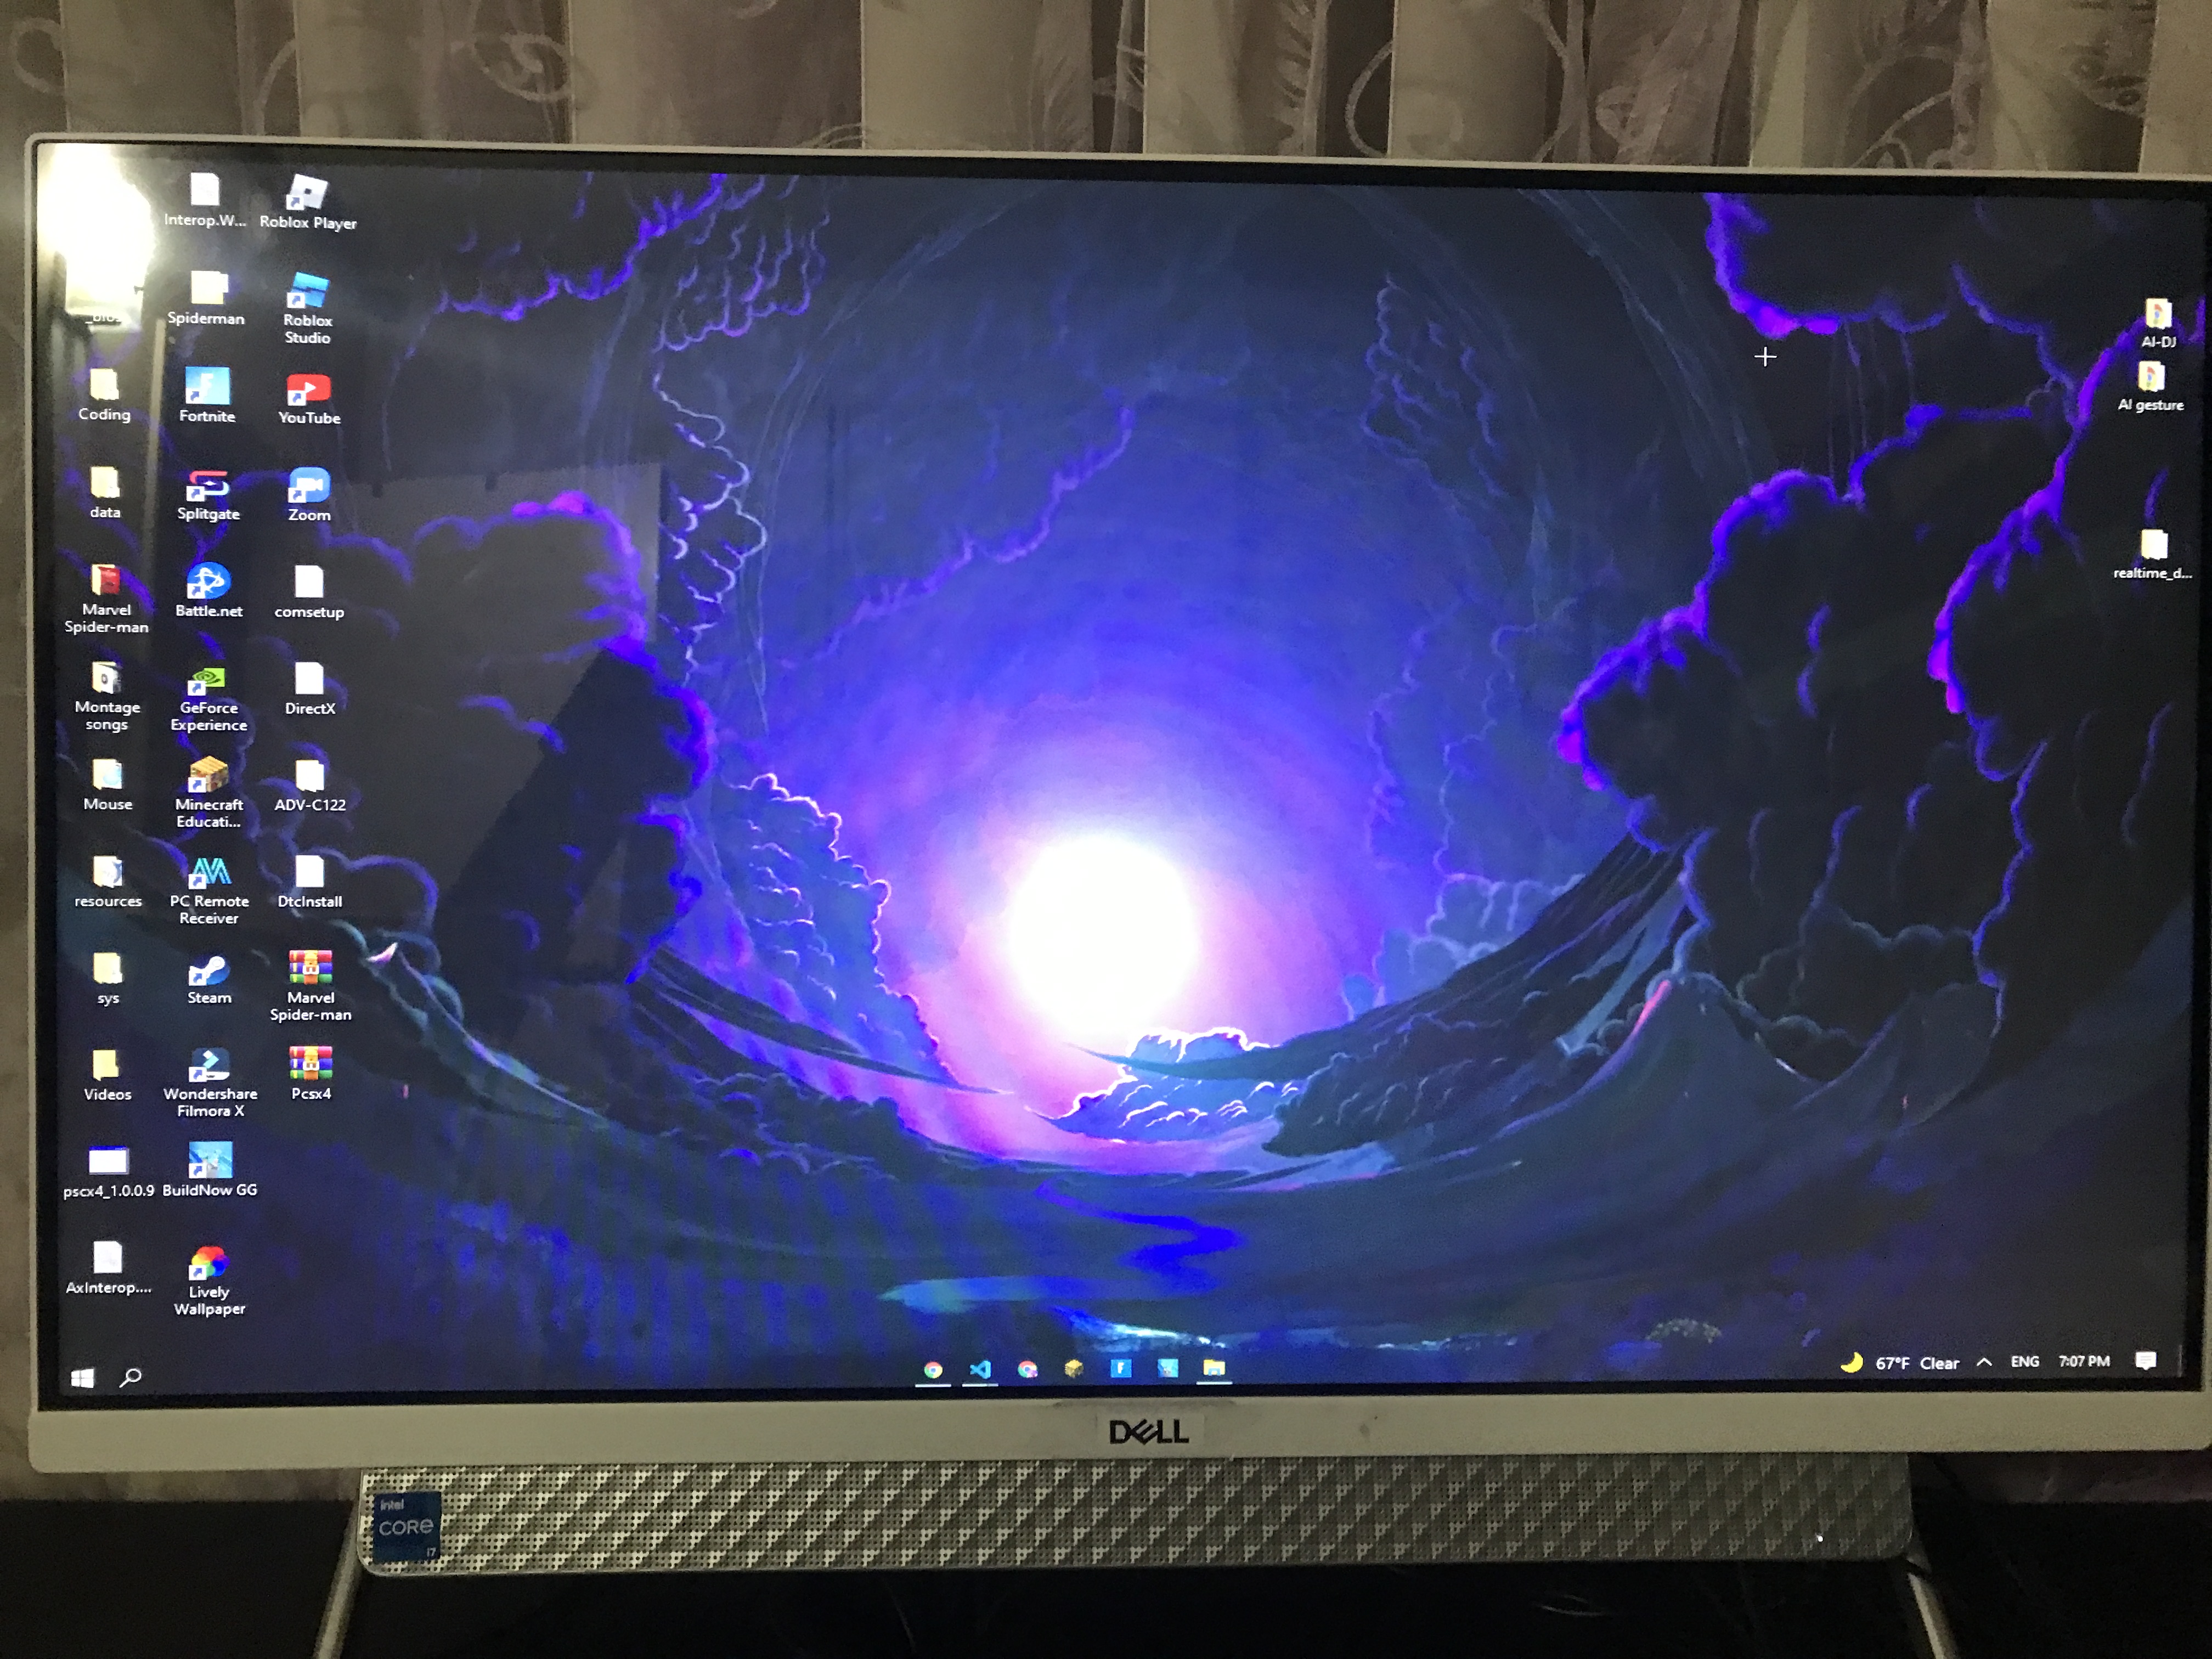 Interop.W...
Roblox Player
Spiderman
Roblox
Studio
Coding
Fortnite
YouTube
data
Splitgate
Zoom
Marvel
Spider-man
Battle.net
comsetup
Montage
songs
GeForce
Experience
DirectX
Mouse
Minecraft
Educati...
ADV-C122
resources
PC Remote
Receiver
DtcInstall
sys
Steam
Marvel
Spider-man
Videos
Wondershare
Filmora X
Pcsx4
pscx4_1.0.0.9
BuildNow GG
AxInterop....
Lively
Wallpaper
AI-DJ
AI gesture
realtime_d...
67°F Clear
ENG
7:07 PM
DELL
intel
CORE
i7